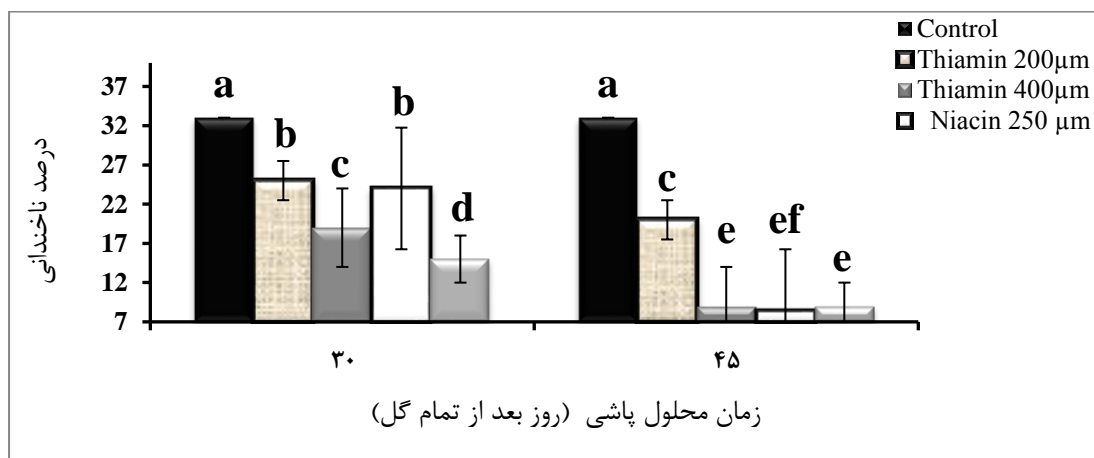 Control
Thiamin 200µm
Thiamin 400µm
Niacin 250 µm
37
32
27
22
17
12
7
درصد ناخندانی
a
b
c
b
d
a
c
e
ef
e
۳۰
۴۵
زمان محلول پاشی (روز بعد از تمام گل)